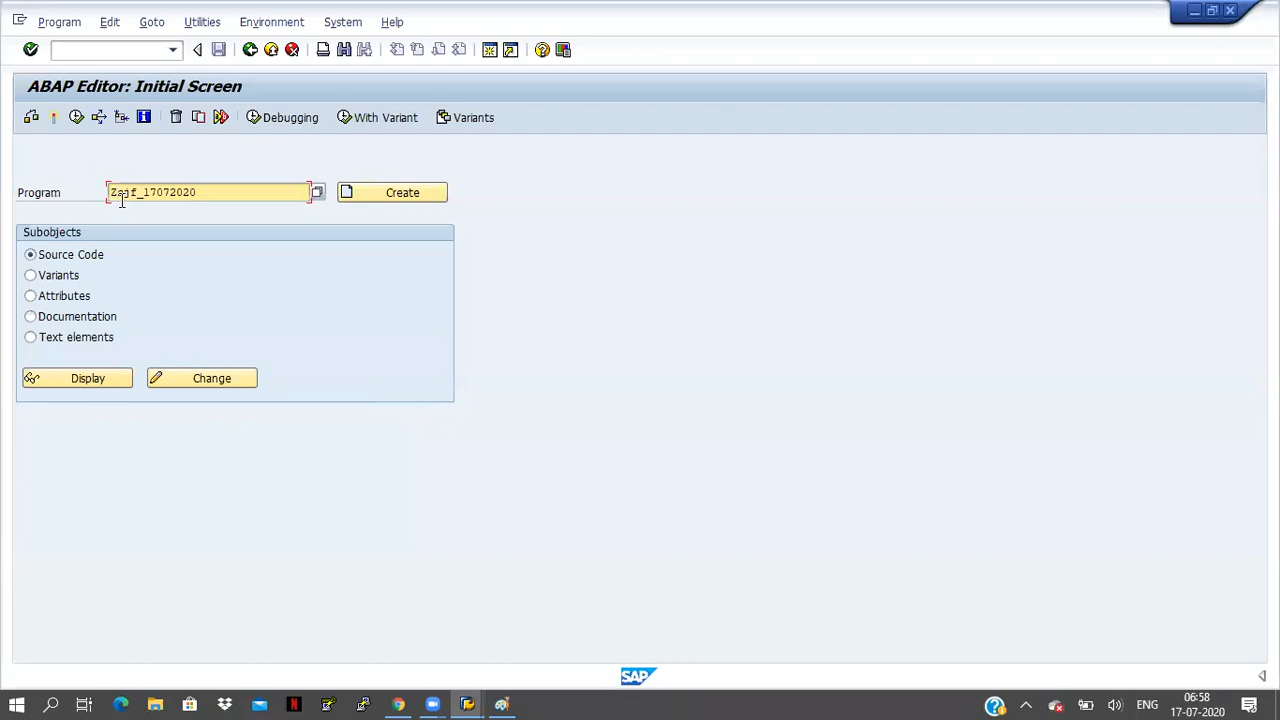 Program Edit Goto Utilities Environment System Help
ABAP Editor: Initial Screen
Debugging With Variant Variants
Program Create
Subobjects
Source Code
Variants
Attributes
Documentation
Text elements
Display Change
SAP
ENG
06:58
17-07-2020